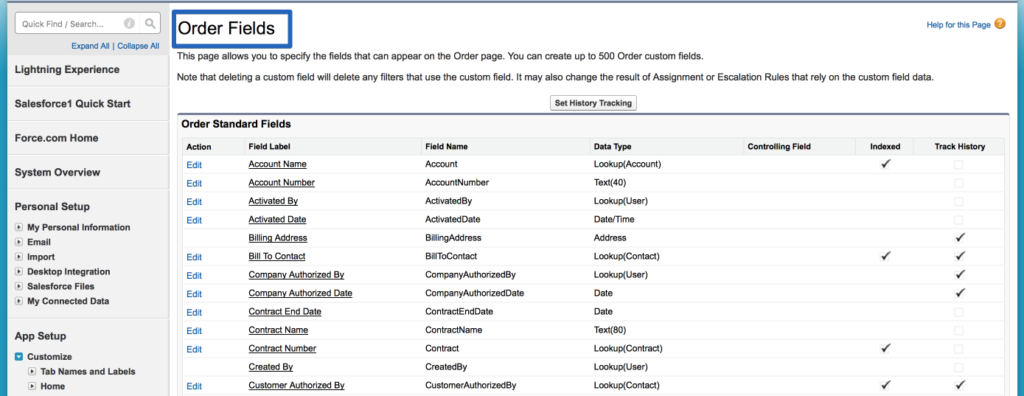 Quick Find / Search...
Expand All | Collapse All
Lightning Experience
Salesforce1 Quick Start
Force.com Home
System Overview
Personal Setup
My Personal Information
Email
Import
Desktop Integration
Salesforce Files
My Connected Data
App Setup
Customize
Tab Names and Labels
Home
Order Fields
Help for this Page
This page allows you to specify the fields that can appear on the Order page. You can create up to 500 Order custom fields.
Note that deleting a custom field will delete any filters that use the custom field. It may also change the result of Assignment or Escalation Rules that rely on the custom field data.
Set History Tracking
Order Standard Fields
Action Field Label Field Name Data Type Controlling Field Indexed Track History
Edit Account Name Account Lookup(Account)
Edit Account Number AccountNumber Text(40)
Edit Activated By ActivatedBy Lookup(User)
Edit Activated Date ActivatedDate Date/Time
Billing Address BillingAddress Address
Edit Bill To Contact BillToContact Lookup(Contact)
Edit Company Authorized By CompanyAuthorizedBy Lookup(User)
Edit Company Authorized Date CompanyAuthorizedDate Date
Edit Contract End Date ContractEndDate Date
Edit Contract Name ContractName Text(80)
Edit Contract Number Contract Lookup(Contract)
Created By CreatedBy Lookup(User)
Edit Customer Authorized By CustomerAuthorizedBy Lookup(Contact)